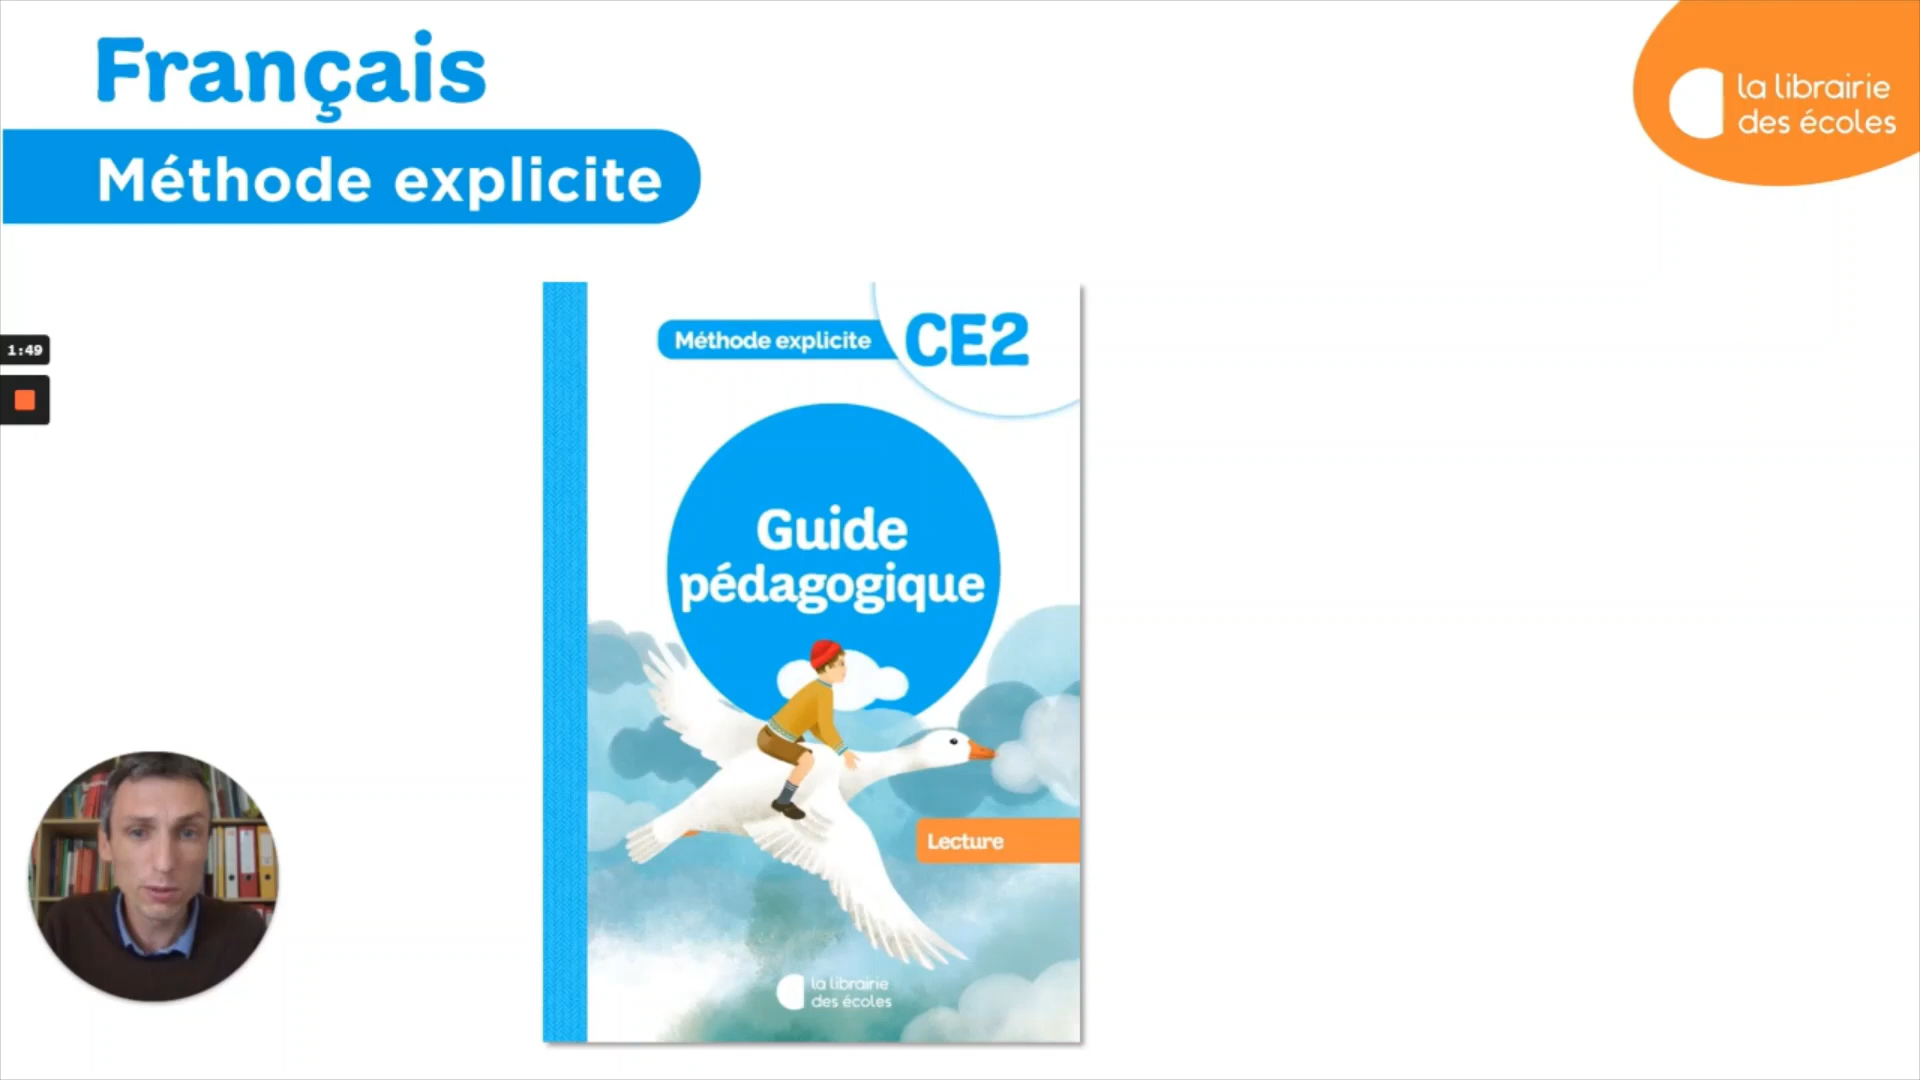 Français
Méthode explicite
la librairie
des écoles
1:49
Méthode explicite
CE2
Guide
pédagogique
Lecture
la librairie
des écoles